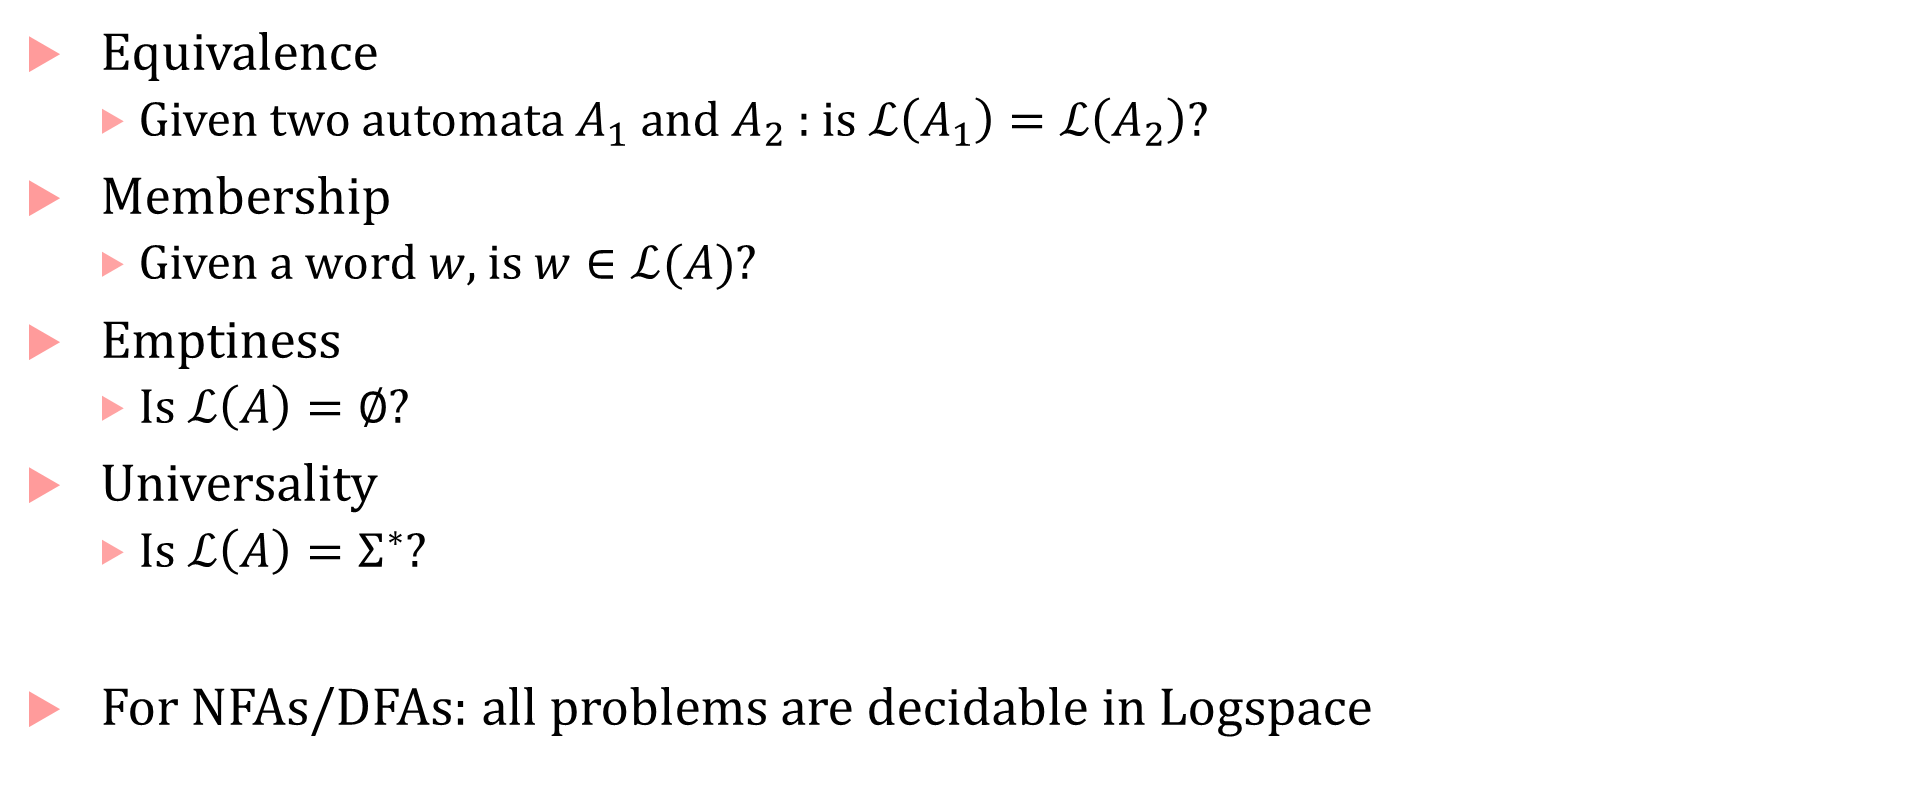 Equivalence
Given two automata A₁ and A₂ : is ℒ(A₁) = ℒ(A₂)?
Membership
Given a word w, is w ∈ ℒ(A)?
Emptiness
Is ℒ(A) = ∅?
Universality
Is ℒ(A) = Σ*?
For NFAs/DFAs: all problems are decidable in Logspace